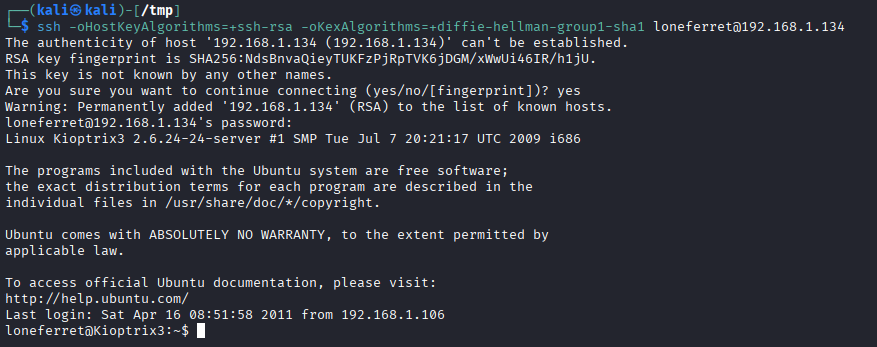 ┌──(kali㉿kali)-[/tmp]
└─$ ssh -oHostKeyAlgorithms=+ssh-rsa -oKexAlgorithms=+diffie-hellman-group1-sha1 loneferret@192.168.1.134
The authenticity of host '192.168.1.134 (192.168.1.134)' can't be established.
RSA key fingerprint is SHA256:NdsBnvaQieyTUKFzPjRpTVK6jDGM/xWwUi46IR/h1jU.
This key is not known by any other names.
Are you sure you want to continue connecting (yes/no/[fingerprint])? yes
Warning: Permanently added '192.168.1.134' (RSA) to the list of known hosts.
loneferret@192.168.1.134's password:
Linux Kioptrix3 2.6.24-24-server #1 SMP Tue Jul 7 20:21:17 UTC 2009 i686
The programs included with the Ubuntu system are free software;
the exact distribution terms for each program are described in the
individual files in /usr/share/doc/*/copyright.
Ubuntu comes with ABSOLUTELY NO WARRANTY, to the extent permitted by
applicable law.
To access official Ubuntu documentation, please visit:
http://help.ubuntu.com/
Last login: Sat Apr 16 08:51:58 2011 from 192.168.1.106
loneferret@Kioptrix3:~$